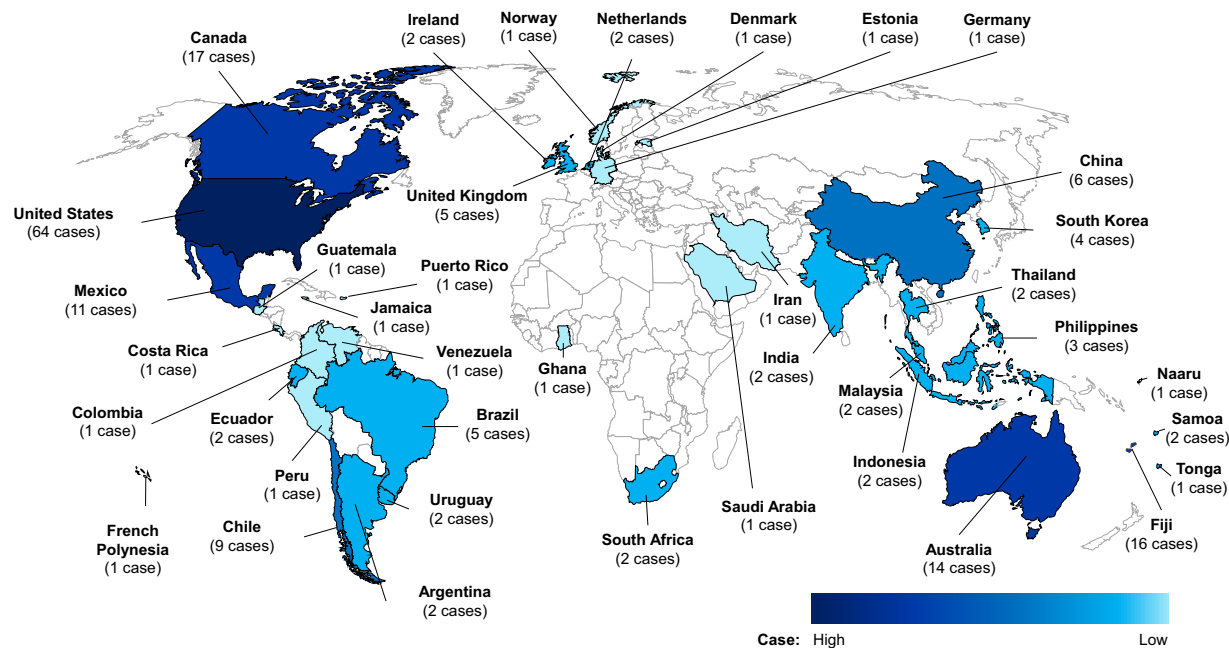 Ireland
(2 cases)
Norway
(1 case)
Netherlands
(2 cases)
Denmark
(1 case)
Estonia
(1 case)
Germany
(1 case)
Canada
(17 cases)
United Kingdom
(5 cases)
China
(6 cases)
United States
(64 cases)
South Korea
(4 cases)
Guatemala
(1 case)
Puerto Rico
(1 case)
Thailand
(2 cases)
Mexico
(11 cases)
Jamaica
(1 case)
Iran
(1 case)
Philippines
(3 cases)
Costa Rica
(1 case)
Venezuela
(1 case)
Ghana
(1 case)
India
(2 cases)
Malaysia
(2 cases)
Naaru
(1 case)
Colombia
(1 case)
Ecuador
(2 cases)
Brazil
(5 cases)
Samoa
(2 cases)
Indonesia
(2 cases)
Tonga
(1 case)
Peru
(1 case)
Uruguay
(2 cases)
Saudi Arabia
(1 case)
French
Polynesia
(1 case)
Chile
(9 cases)
South Africa
(2 cases)
Fiji
(16 cases)
Australia
(14 cases)
Argentina
(2 cases)
Case: High Low